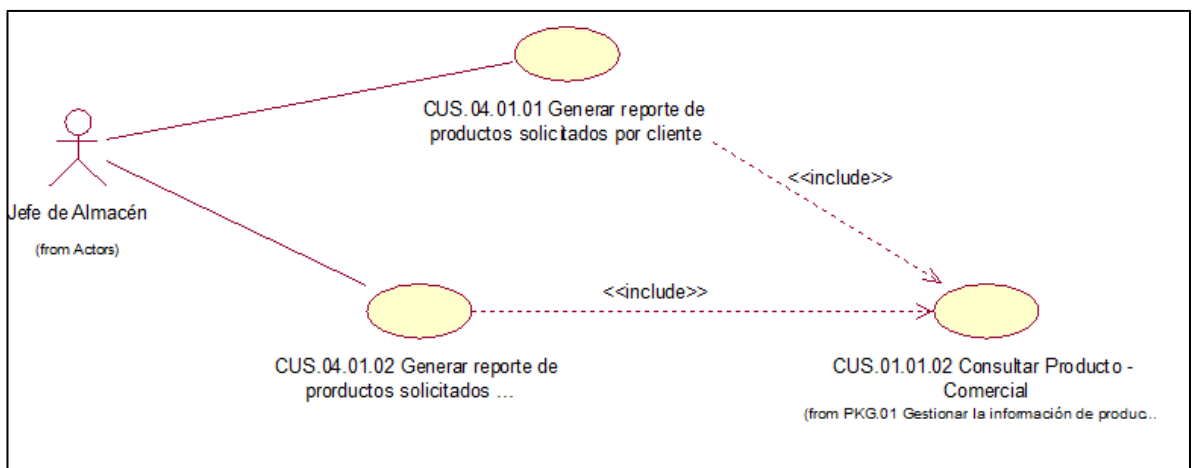 CUS.04.01.01 Generar reporte de
productos solicitados por cliente
<<include>>
Jefe de Almacén
(from Actors)
<<include>>
CUS.04.01.02 Generar reporte de
prorductos solicitados ...
CUS.01.01.02 Consultar Producto -
Comercial
(from PKG.01 Gestionar la información de produc...